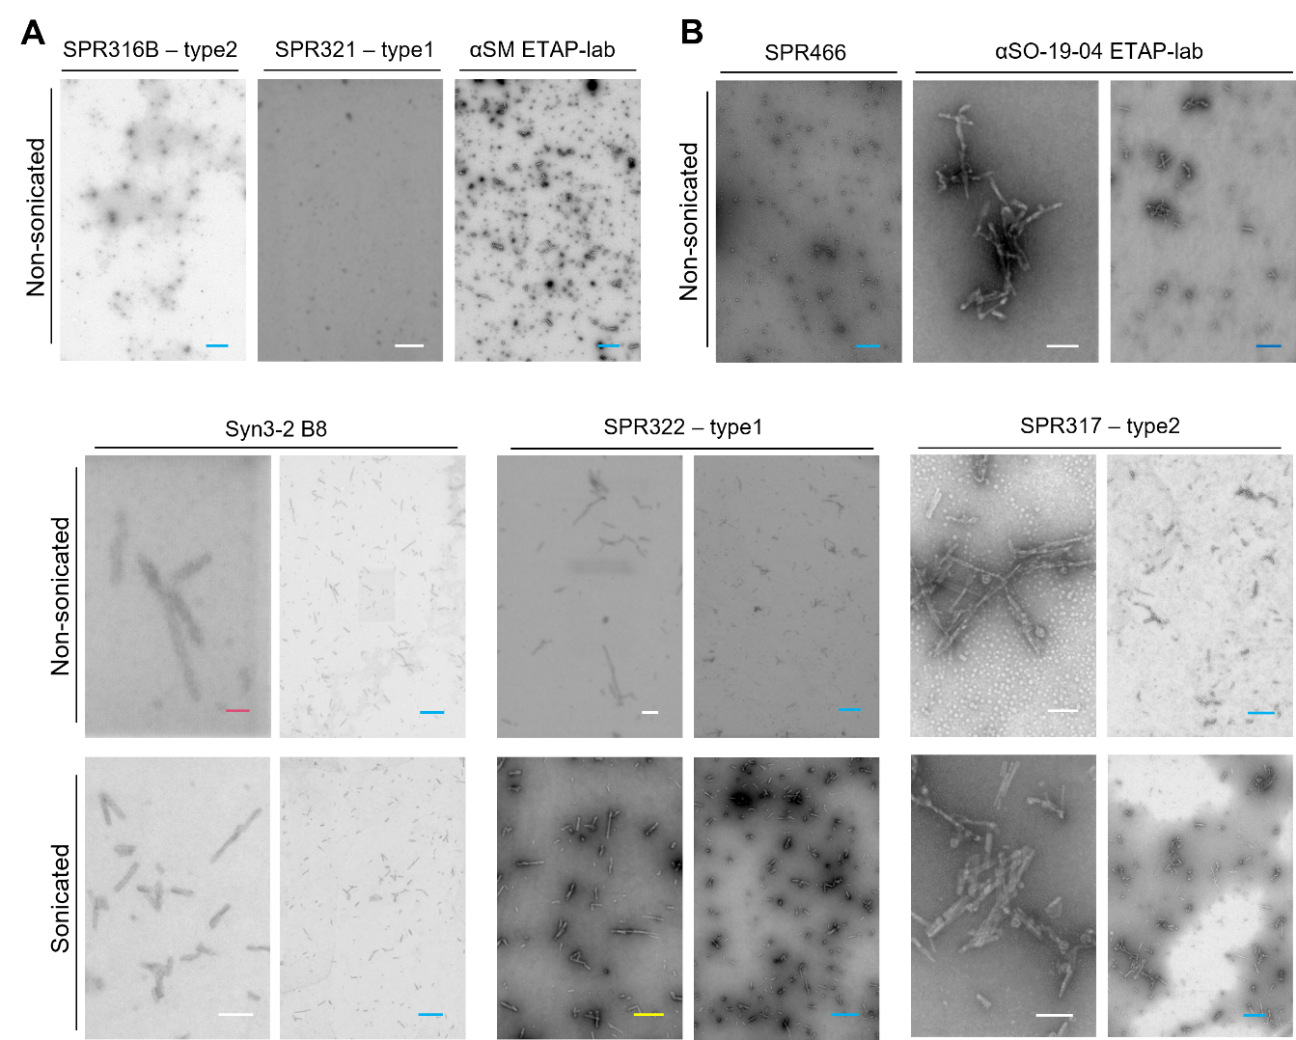 A
SPR316B – type2
SPR321 – type1
αSM ETAP-lab
Non-sonicated
B
SPR466
αSO-19-04 ETAP-lab
Non-sonicated
Syn3-2 B8
SPR322 – type1
SPR317 – type2
Non-sonicated
Sonicated